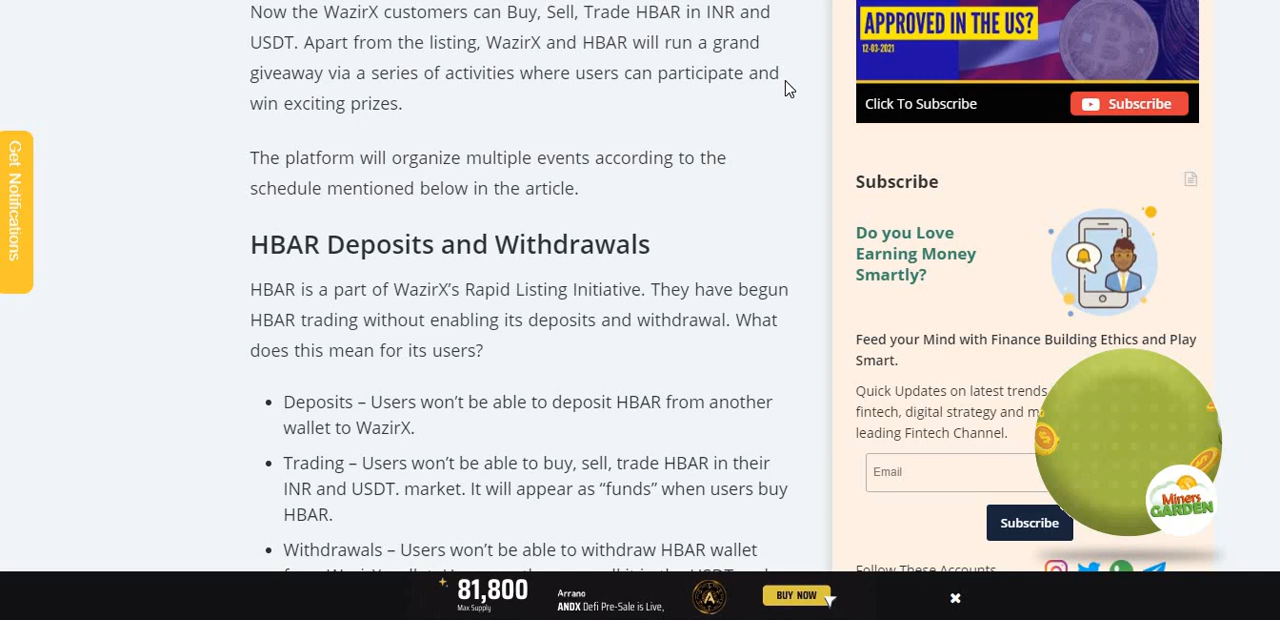 Now the WazirX customers can Buy, Sell, Trade HBAR in INR and
USDT. Apart from the listing, WazirX and HBAR will run a grand
giveaway via a series of activities where users can participate and
win exciting prizes.
The platform will organize multiple events according to the
schedule mentioned below in the article.
HBAR Deposits and Withdrawals
HBAR is a part of WazirX’s Rapid Listing Initiative. They have begun
HBAR trading without enabling its deposits and withdrawal. What
does this mean for its users?
• Deposits – Users won’t be able to deposit HBAR from another
wallet to WazirX.
• Trading – Users won’t be able to buy, sell, trade HBAR in their
INR and USDT. market. It will appear as “funds” when users buy
HBAR.
• Withdrawals – Users won’t be able to withdraw HBAR wallet
Get Notifications
APPROVED IN THE US?
12-03-2021
Click To Subscribe
Subscribe
Subscribe
Do you Love
Earning Money
Smartly?
Feed your Mind with Finance Building Ethics and Play
Smart.
Quick Updates on latest trends
fintech, digital strategy and m
leading Fintech Channel.
Email
Subscribe
Miners
GARDEN
Follow These Accounts
81,800
Max Supply
Arrano
ANDX Defi Pre-Sale is Live,
BUY NOW